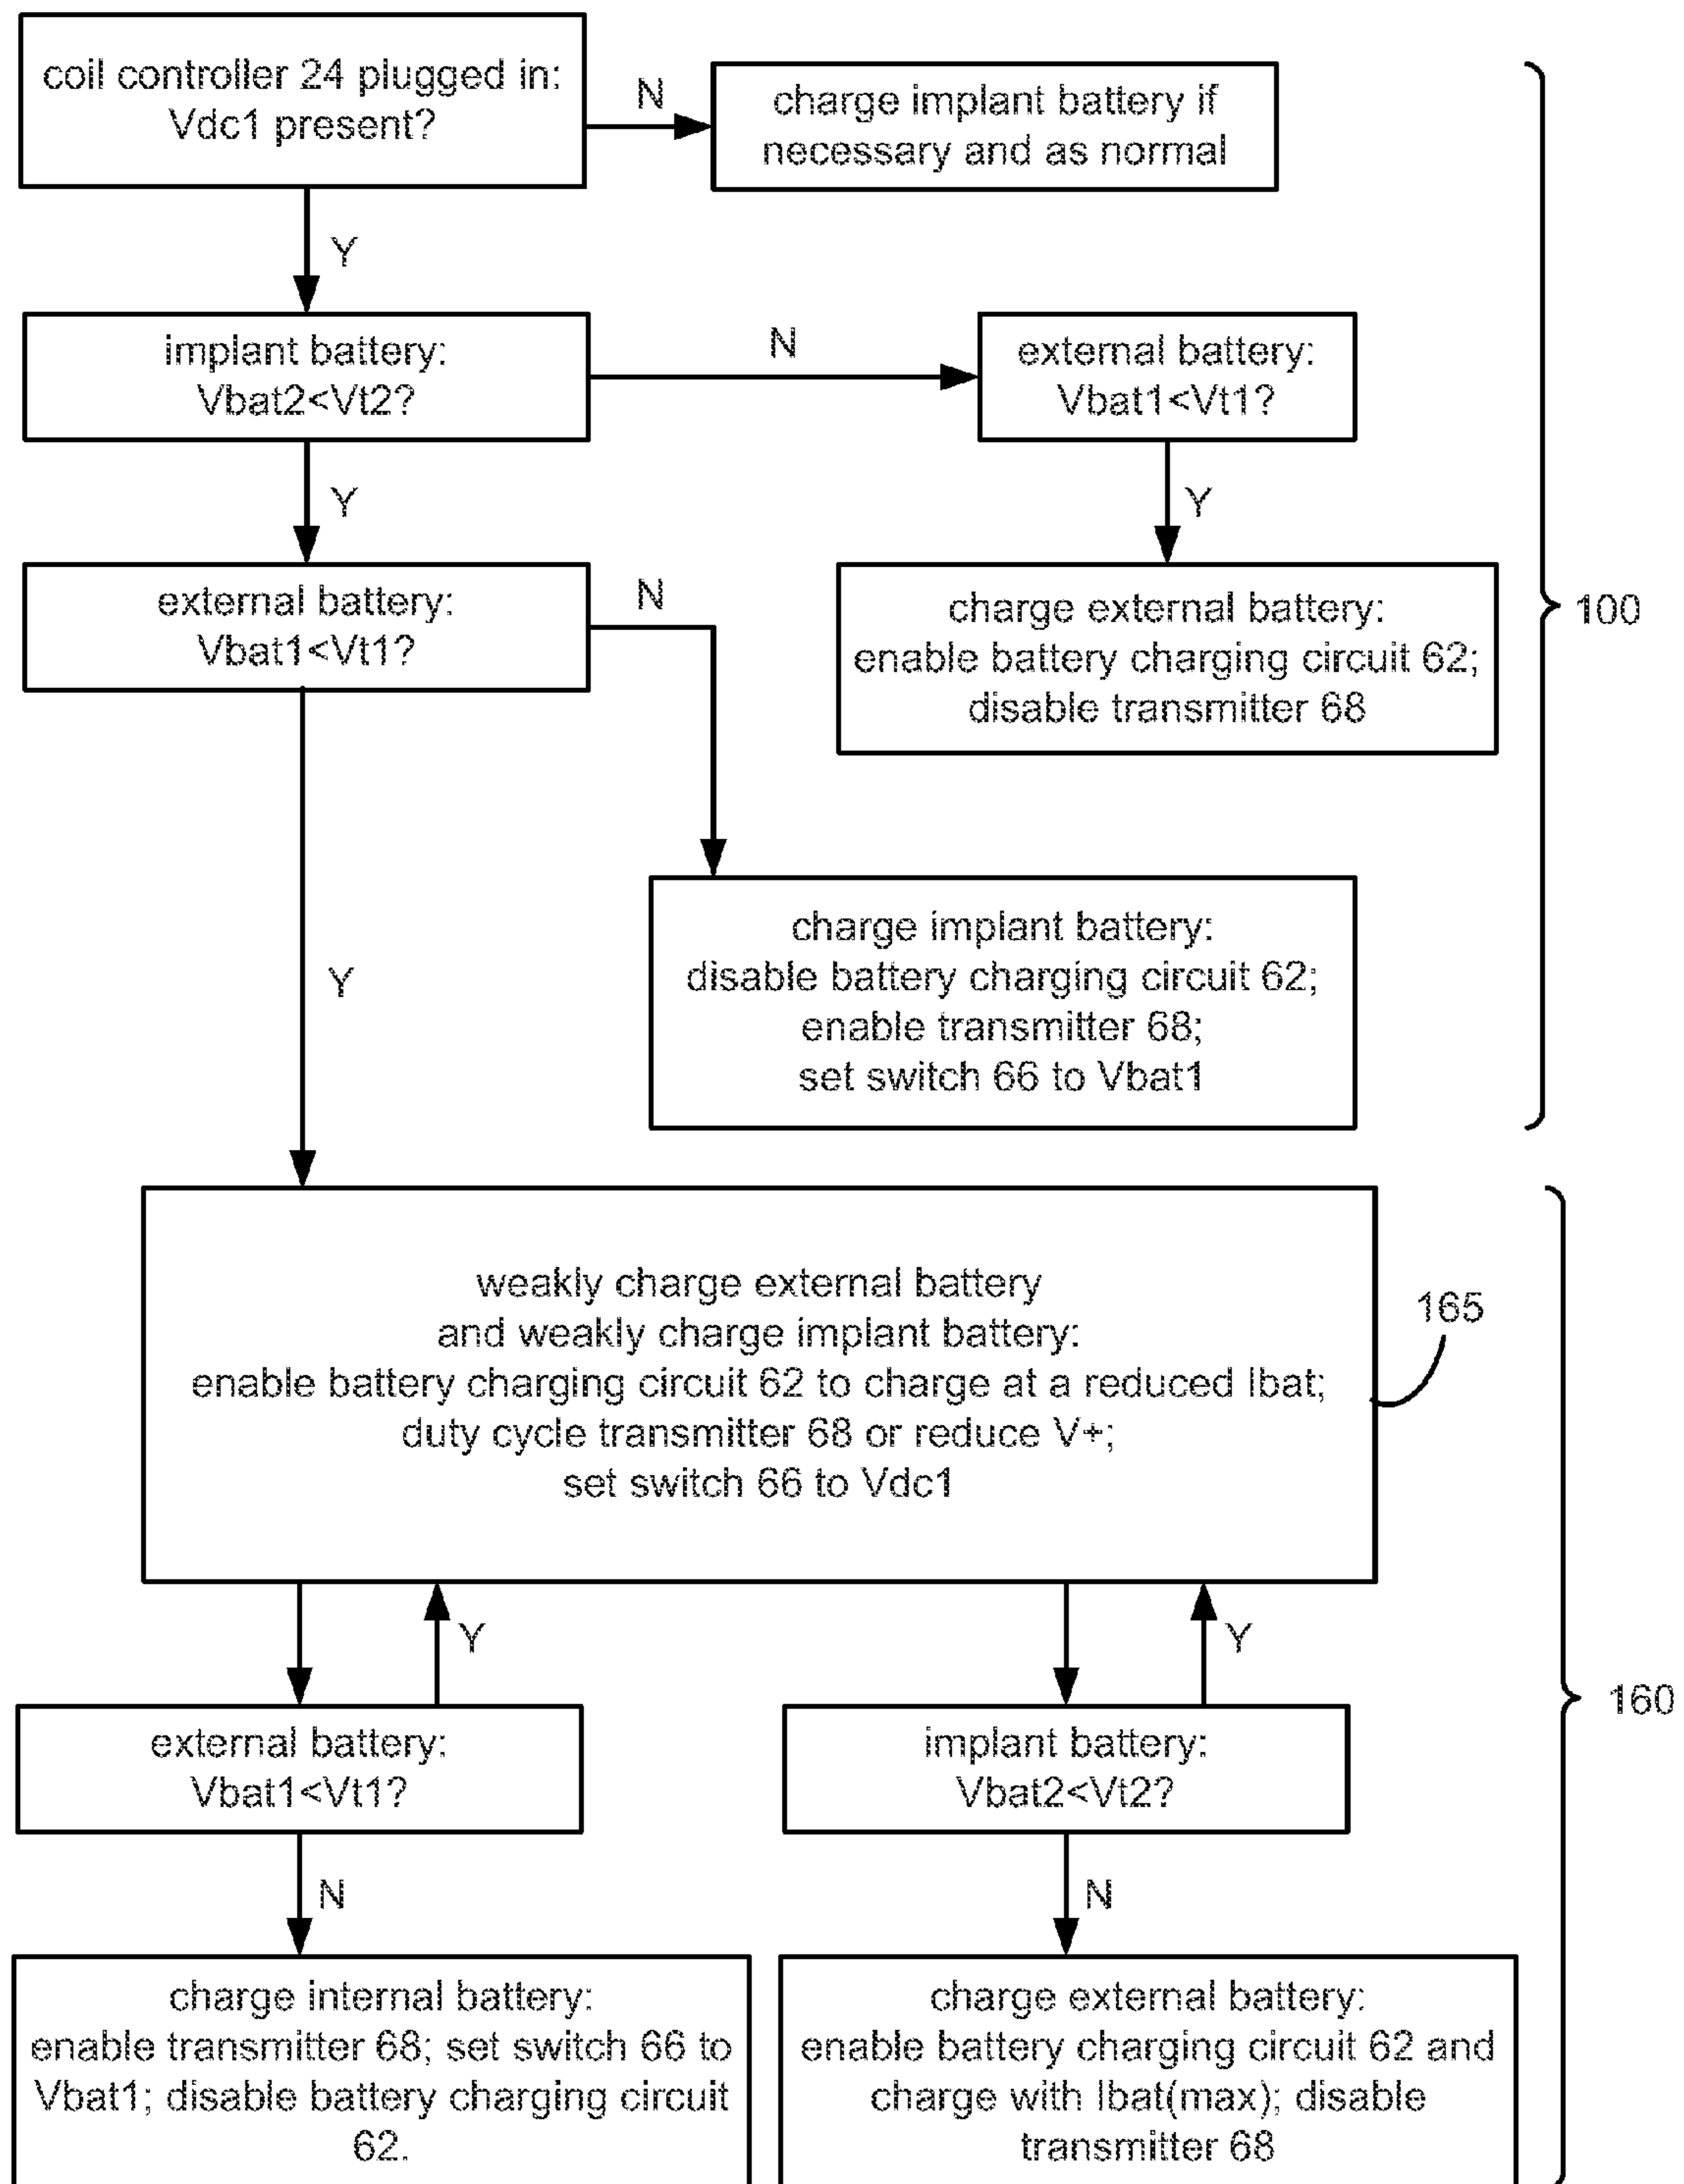 coil controller 24 plugged in:
Vdc1 present?
N
charge implant battery if
necessary and as normal
Y
implant battery:
Vbat2<Vt2?
N
external battery:
Vbat1<Vt1?
Y
Y
external battery:
Vbat1<Vt1?
N
charge external battery:
enable battery charging circuit 62;
disable transmitter 68
100
charge implant battery:
disable battery charging circuit 62;
enable transmitter 68;
set switch 66 to Vbat1
Y
weakly charge external battery
and weakly charge implant battery:
enable battery charging circuit 62 to charge at a reduced Ibat;
duty cycle transmitter 68 or reduce V+;
set switch 66 to Vdc1
165
Y
Y
external battery:
Vbat1<Vt1?
implant battery:
Vbat2<Vt2?
160
N
N
charge internal battery:
enable transmitter 68; set switch 66 to
Vbat1; disable battery charging circuit
62.
charge external battery:
enable battery charging circuit 62 and
charge with Ibat(max); disable
transmitter 68